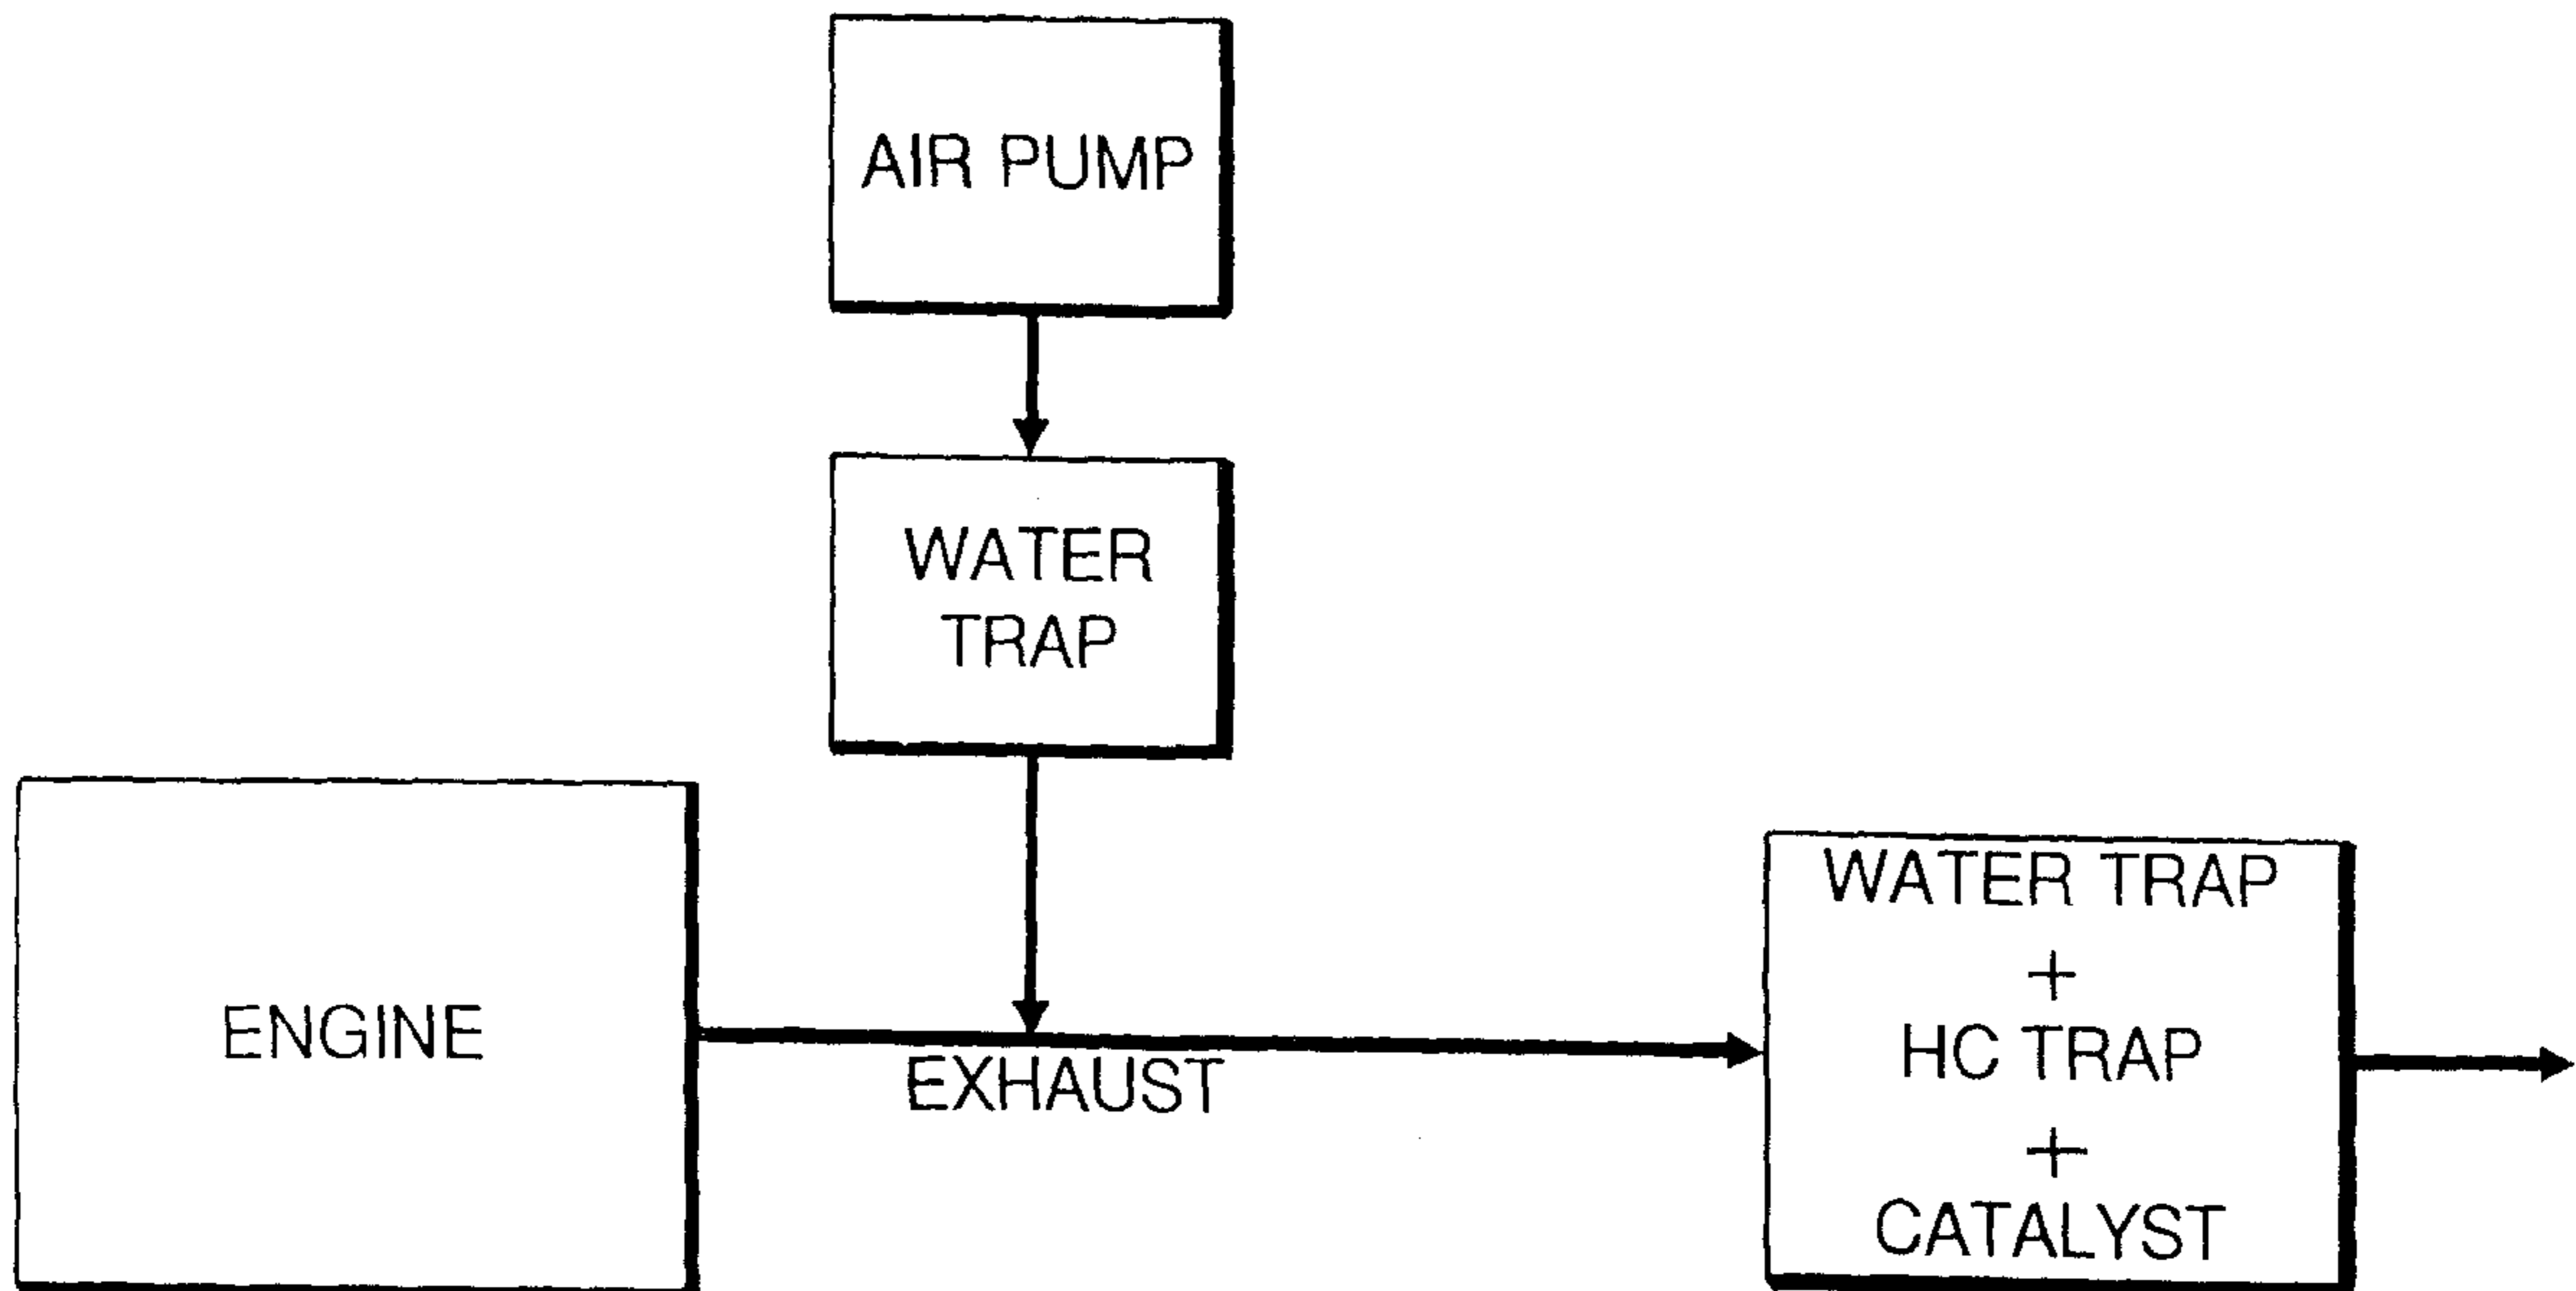 AIR PUMP
WATER
TRAP
ENGINE
EXHAUST
WATER TRAP
+
HC TRAP
+
CATALYST